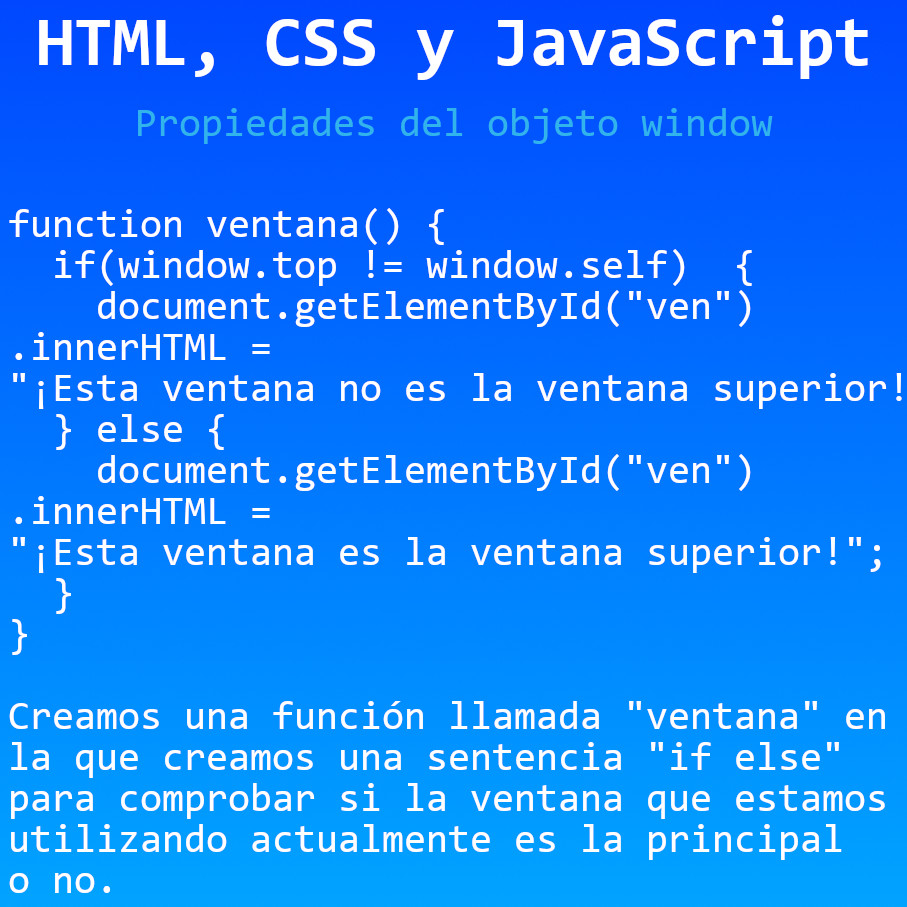 HTML, CSS y JavaScript
Propiedades del objeto window
function ventana() {
  if(window.top != window.self)  {
    document.getElementById("ven")
.innerHTML =
"¡Esta ventana no es la ventana superior!
  } else {
    document.getElementById("ven")
.innerHTML =
"¡Esta ventana es la ventana superior!";
  }
}
Creamos una función llamada "ventana" en
la que creamos una sentencia "if else"
para comprobar si la ventana que estamos
utilizando actualmente es la principal
o no.